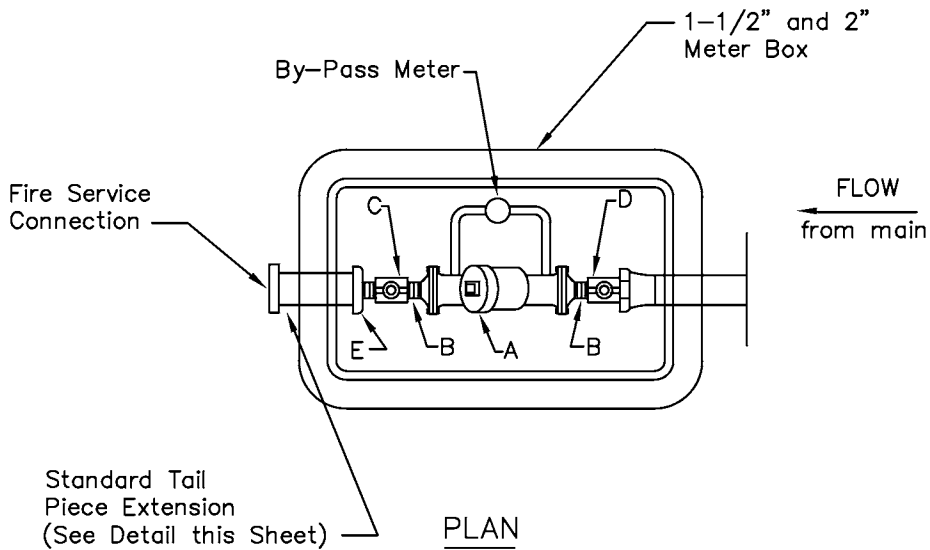 1-1/2" and 2"
Meter Box
By-Pass Meter
Fire Service
Connection
C
D
FLOW
from main
E
B
A
B
Standard Tail
Piece Extension
(See Detail this Sheet)
PLAN